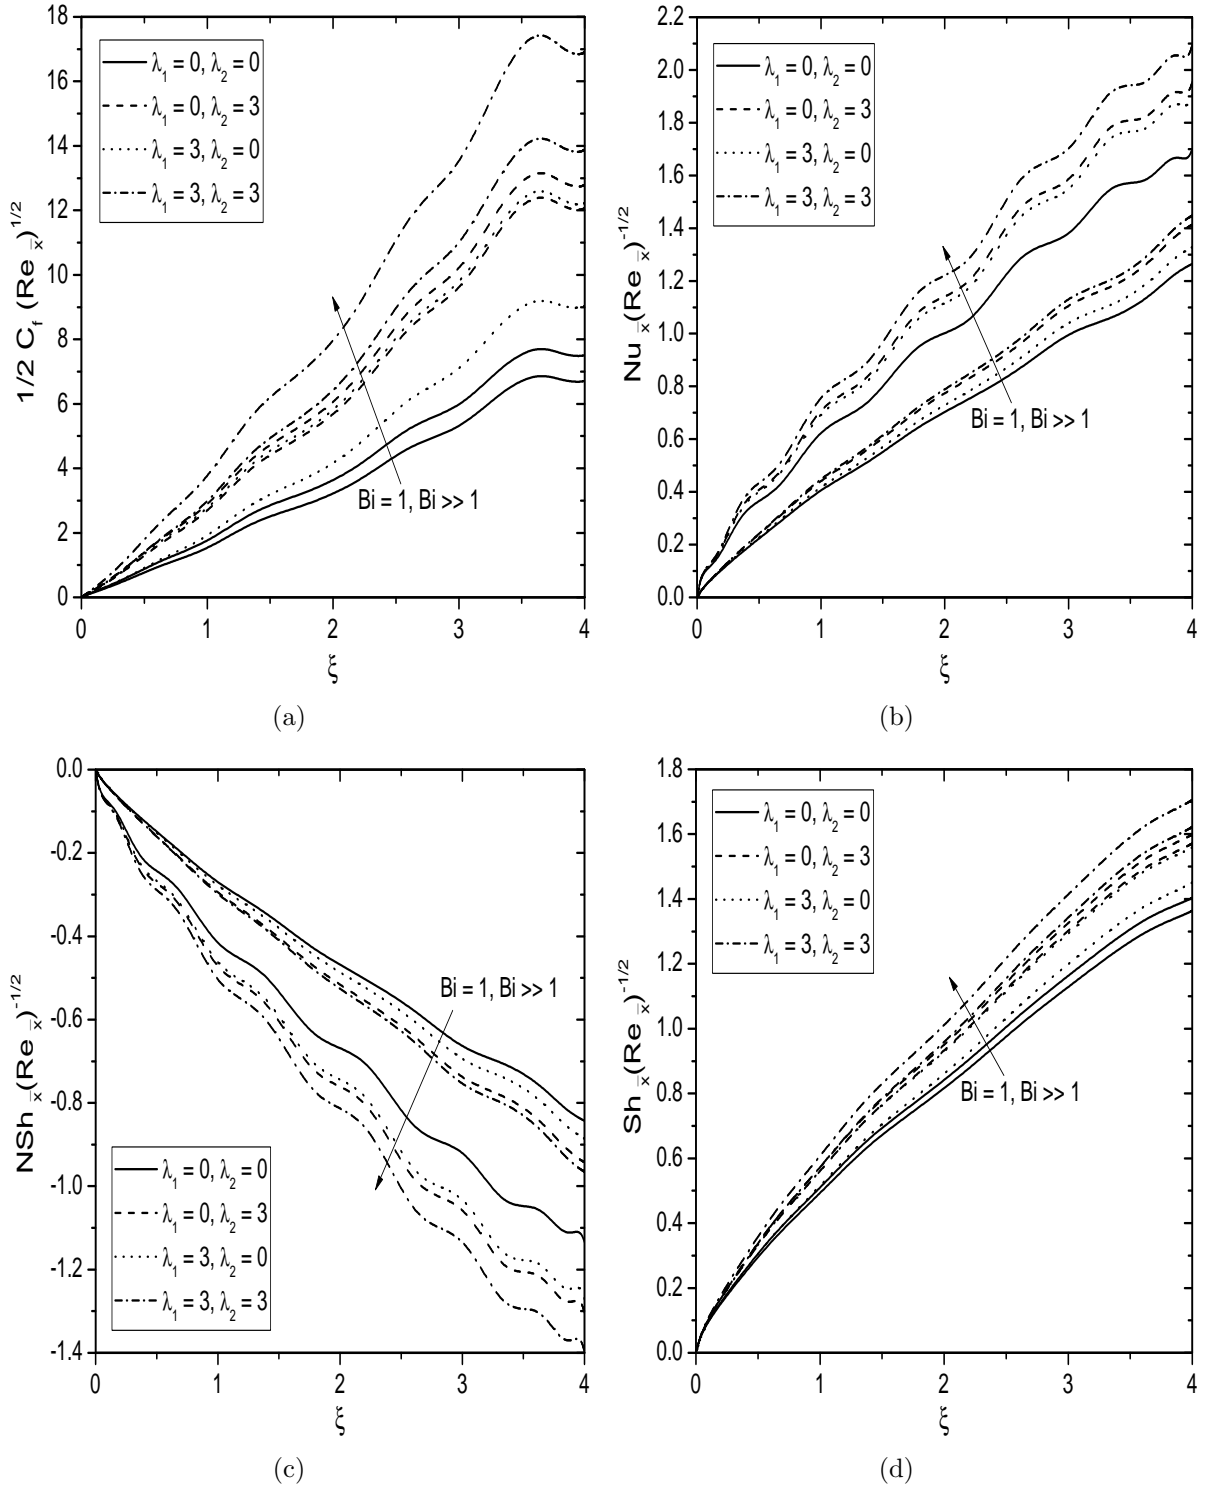 18
16
14
12
10
8
6
4
2
0
0 1 2 3 4
1/2 C_f (Re_x̄)^1/2
ξ
λ₁ = 0, λ₂ = 0
λ₁ = 0, λ₂ = 3
λ₁ = 3, λ₂ = 0
λ₁ = 3, λ₂ = 3
Bi = 1, Bi >> 1
(a)
2.2
2.0
1.8
1.6
1.4
1.2
1.0
0.8
0.6
0.4
0.2
0.0
0 1 2 3 4
Nu_x̄(Re_x̄)^-1/2
ξ
λ₁ = 0, λ₂ = 0
λ₁ = 0, λ₂ = 3
λ₁ = 3, λ₂ = 0
λ₁ = 3, λ₂ = 3
Bi = 1, Bi >> 1
(b)
0.0
-0.2
-0.4
-0.6
-0.8
-1.0
-1.2
-1.4
0 1 2 3 4
NSh_x̄(Re_x̄)^-1/2
ξ
Bi = 1, Bi >> 1
λ₁ = 0, λ₂ = 0
λ₁ = 0, λ₂ = 3
λ₁ = 3, λ₂ = 0
λ₁ = 3, λ₂ = 3
(c)
1.8
1.6
1.4
1.2
1.0
0.8
0.6
0.4
0.2
0.0
0 1 2 3 4
Sh_x̄(Re_x̄)^-1/2
ξ
λ₁ = 0, λ₂ = 0
λ₁ = 0, λ₂ = 3
λ₁ = 3, λ₂ = 0
λ₁ = 3, λ₂ = 3
Bi = 1, Bi >> 1
(d)